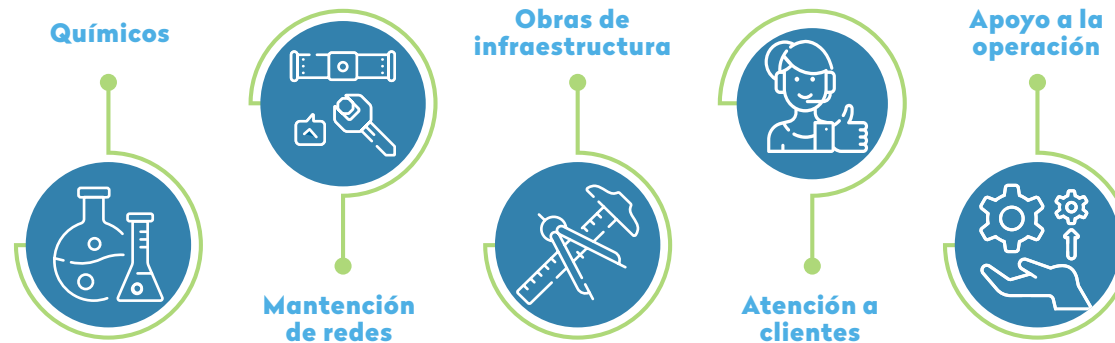 Químicos
Mantención
de redes
Obras de
infraestructura
Atención a
clientes
Apoyo a la
operación